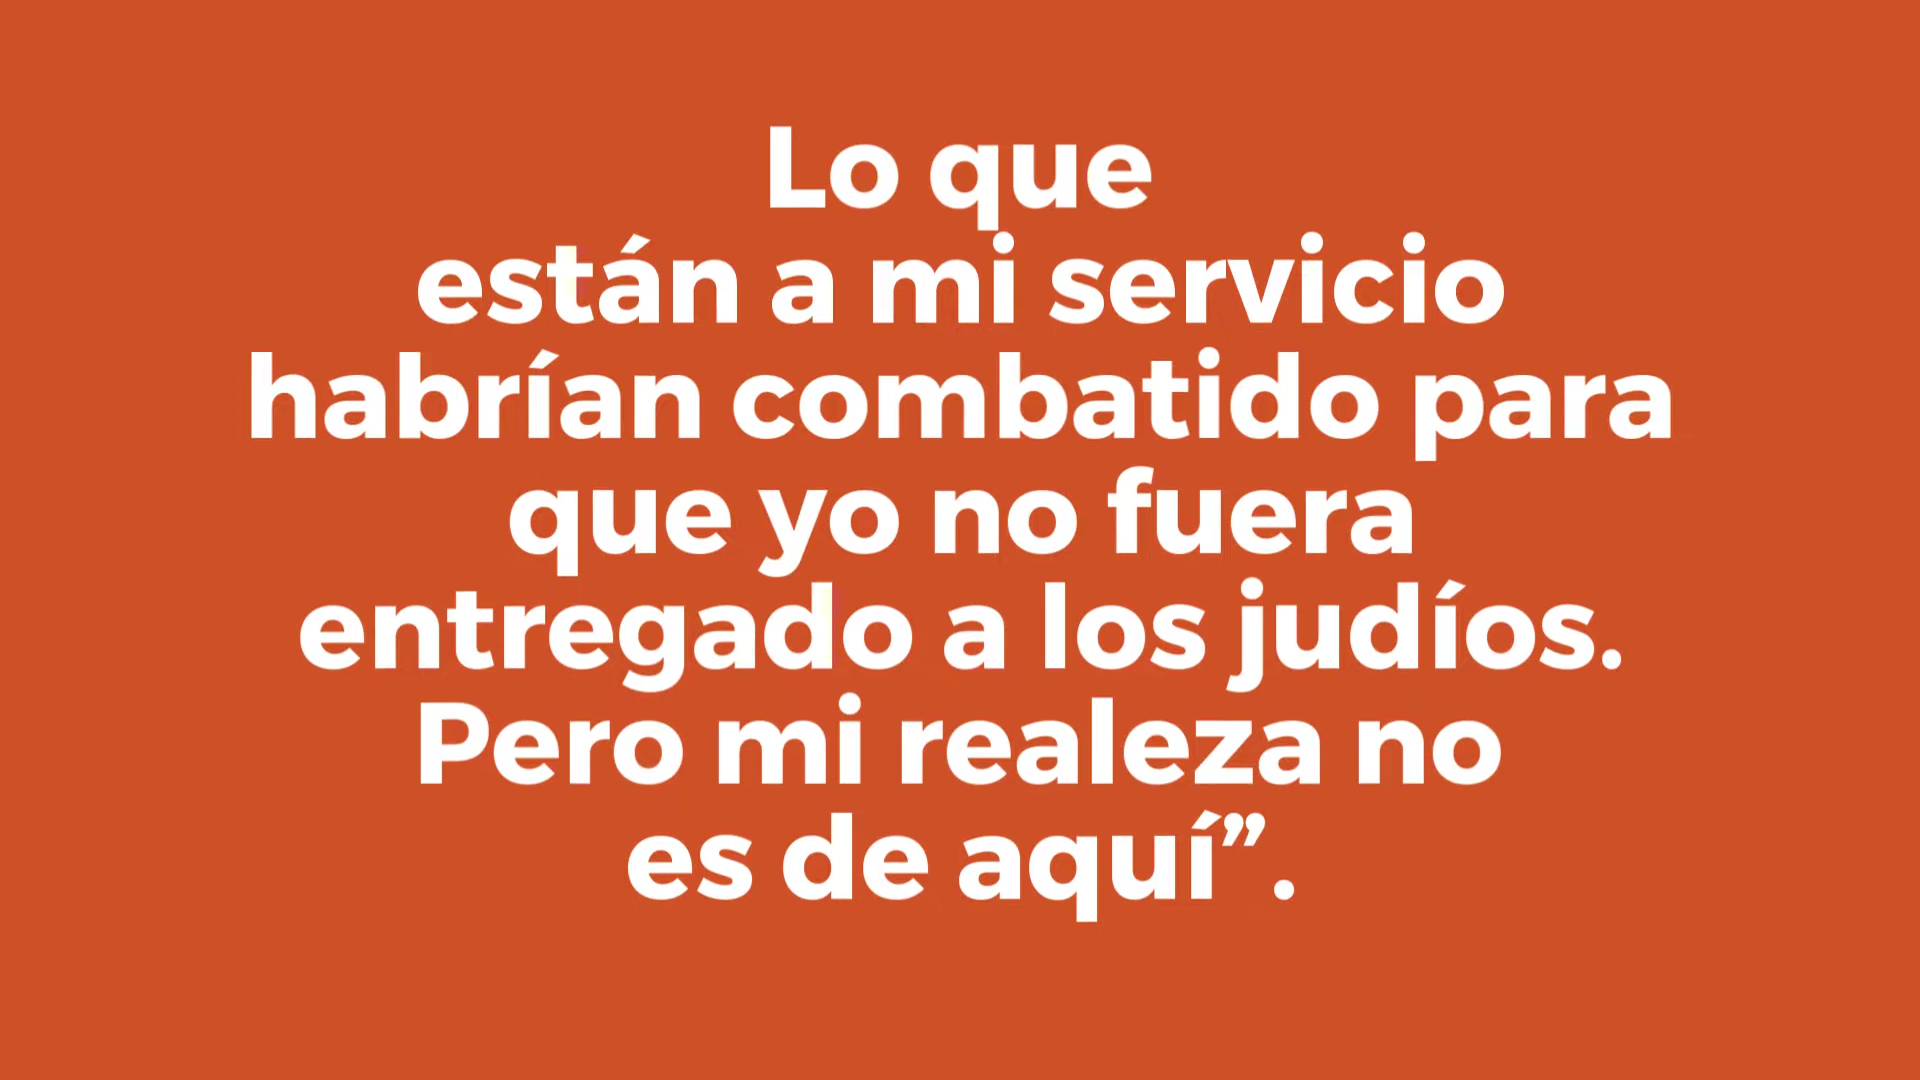 Lo que
están a mi servicio
habrían combatido para
que yo no fuera
entregado a los judíos.
Pero mi realeza no
es de aquí”.